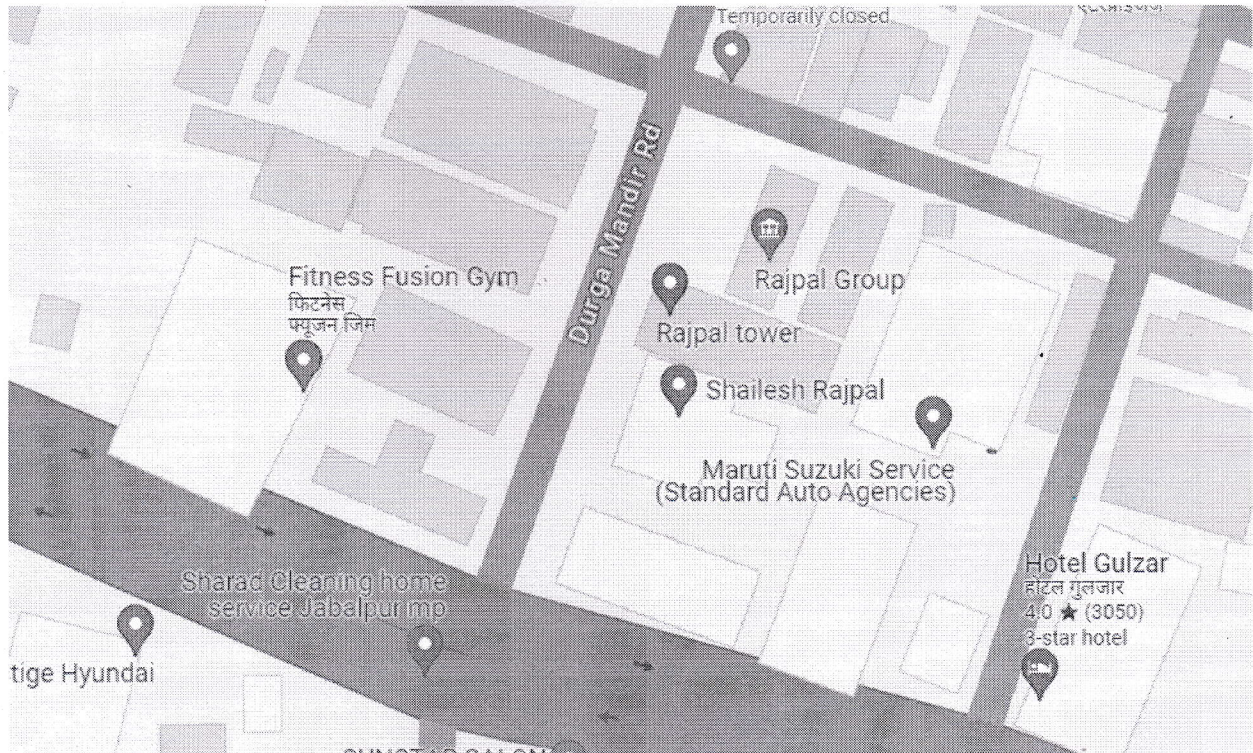 Temporarily closed
Durga Mandir Rd
Rajpal Group
Fitness Fusion Gym
फिटनेस
फ्यूजन जिम
Rajpal tower
Shailesh Rajpal
Maruti Suzuki Service
(Standard Auto Agencies)
Hotel Gulzar
होटल गुलजार
4.0 ★ (3050)
3-star hotel
Sharad Cleaning home
service Jabalpur mp
tige Hyundai